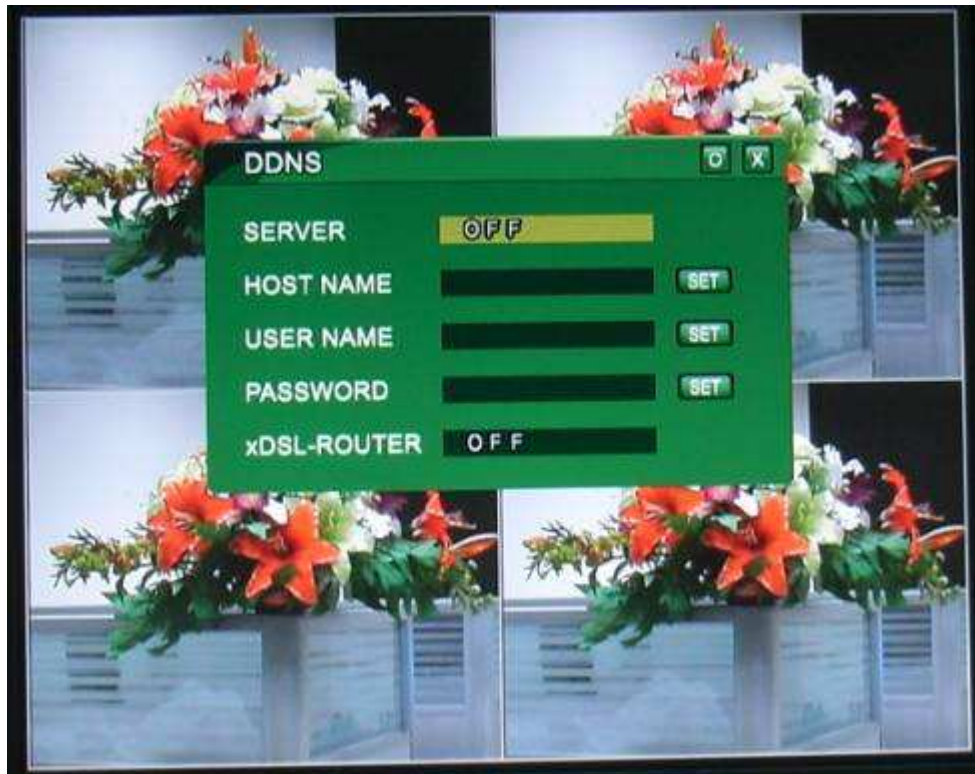 DDNS O X
SERVER OFF
HOST NAME SET
USER NAME SET
PASSWORD SET
xDSL-ROUTER OFF